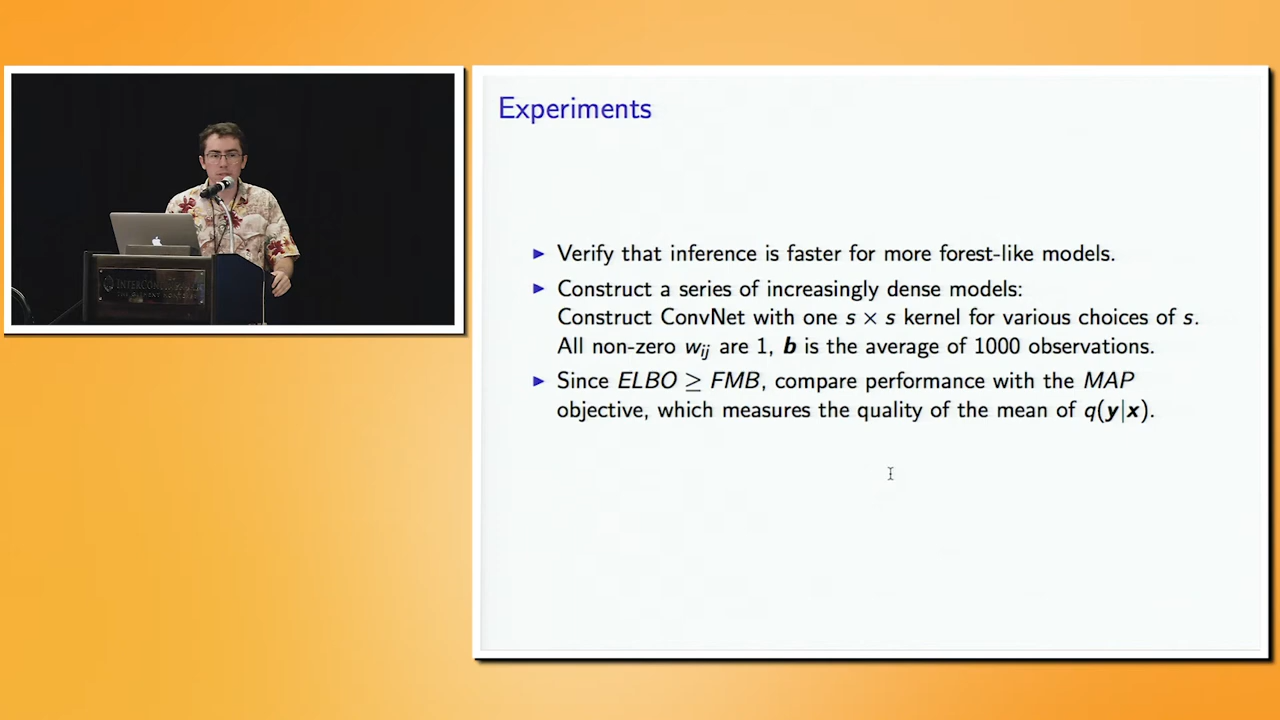 Experiments
► Verify that inference is faster for more forest-like models.
► Construct a series of increasingly dense models:
Construct ConvNet with one s × s kernel for various choices of s.
All non-zero w_ij are 1, b is the average of 1000 observations.
► Since ELBO ≥ FMB, compare performance with the MAP
objective, which measures the quality of the mean of q(y|x).